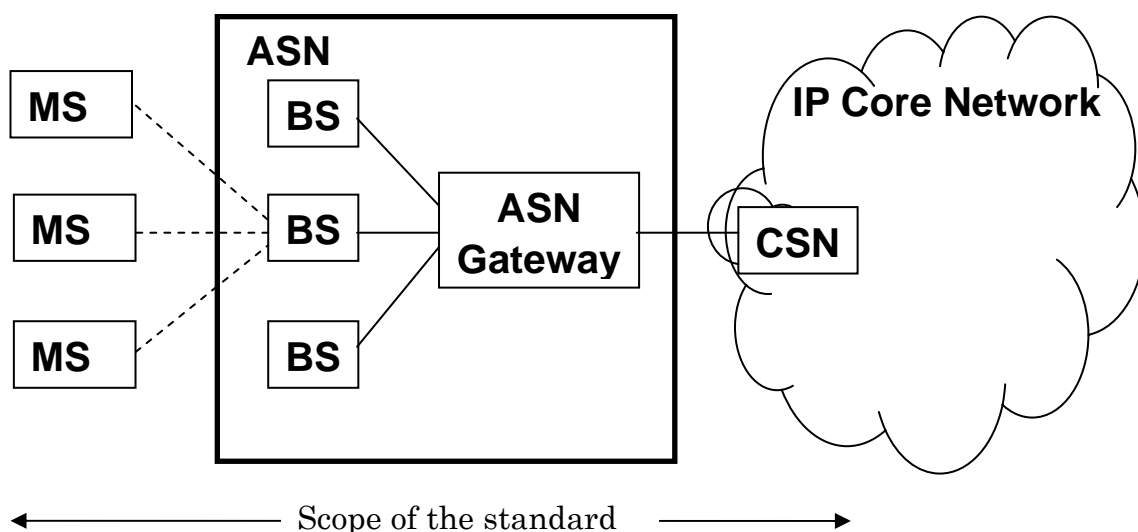 ASN
MS
BS
IP Core Network
MS
BS
ASN
Gateway
CSN
MS
BS
Scope of the standard